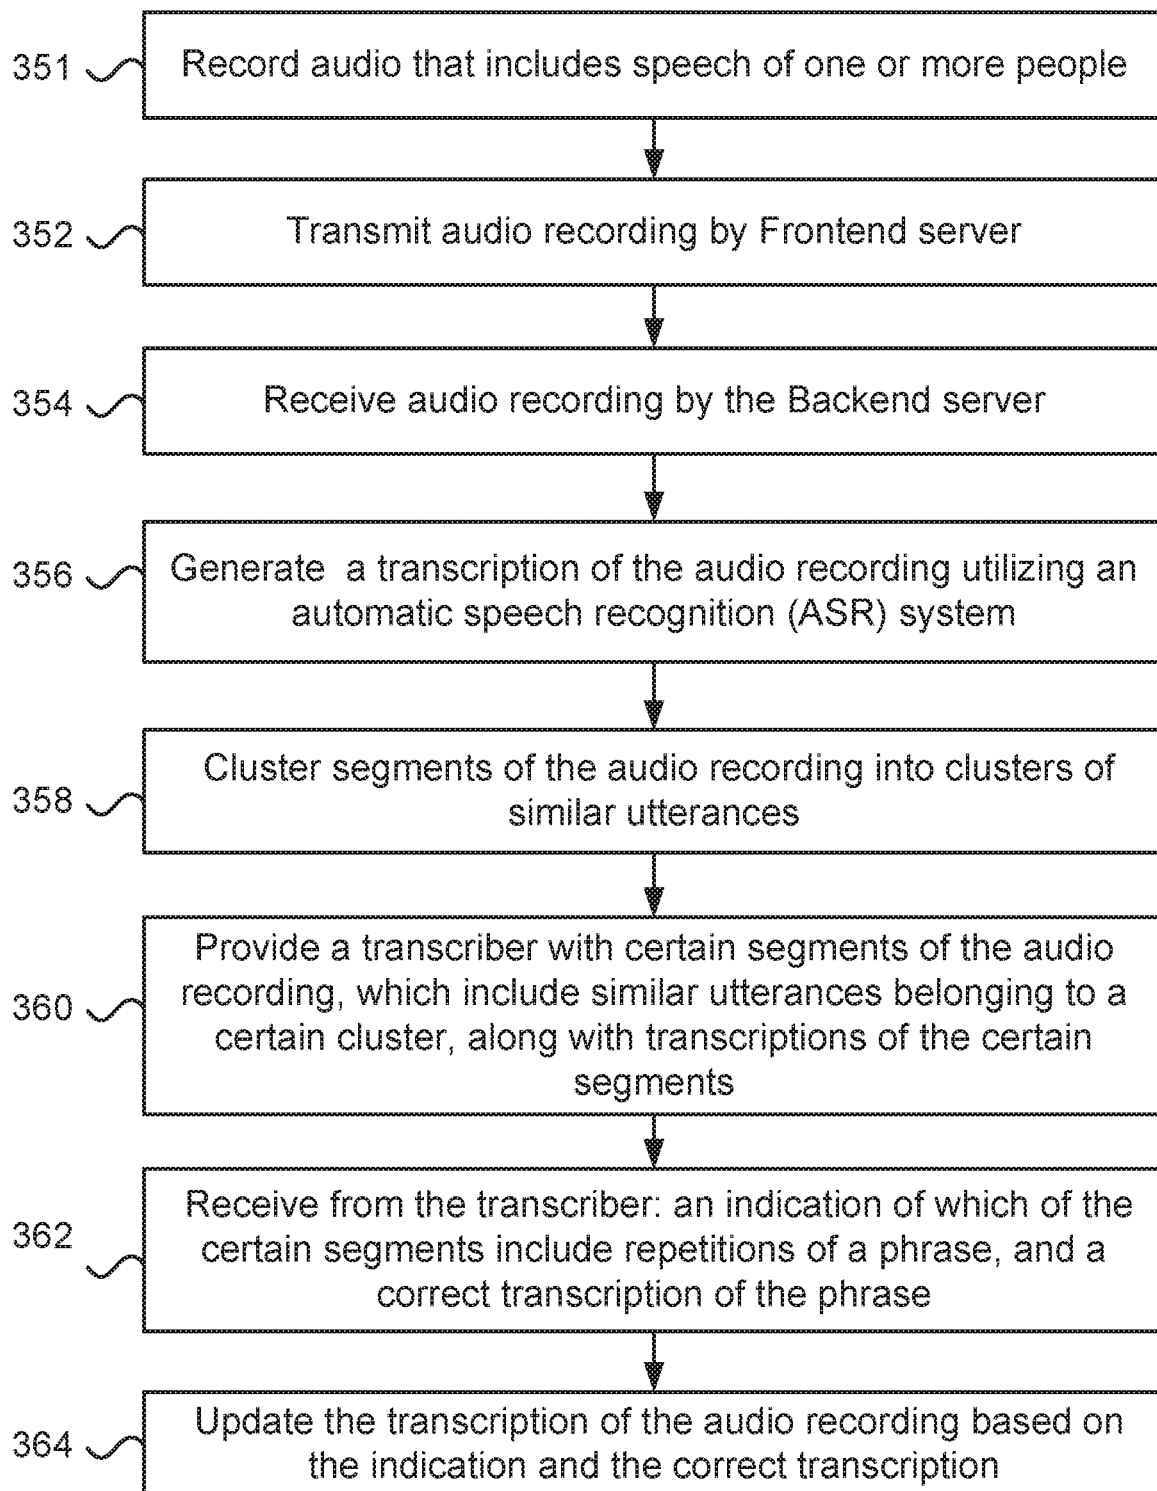 351
Record audio that includes speech of one or more people
352
Transmit audio recording by Frontend server
354
Receive audio recording by the Backend server
356
Generate a transcription of the audio recording utilizing an
automatic speech recognition (ASR) system
358
Cluster segments of the audio recording into clusters of
similar utterances
360
Provide a transcriber with certain segments of the audio
recording, which include similar utterances belonging to a
certain cluster, along with transcriptions of the certain
segments
362
Receive from the transcriber: an indication of which of the
certain segments include repetitions of a phrase, and a
correct transcription of the phrase
364
Update the transcription of the audio recording based on
the indication and the correct transcription